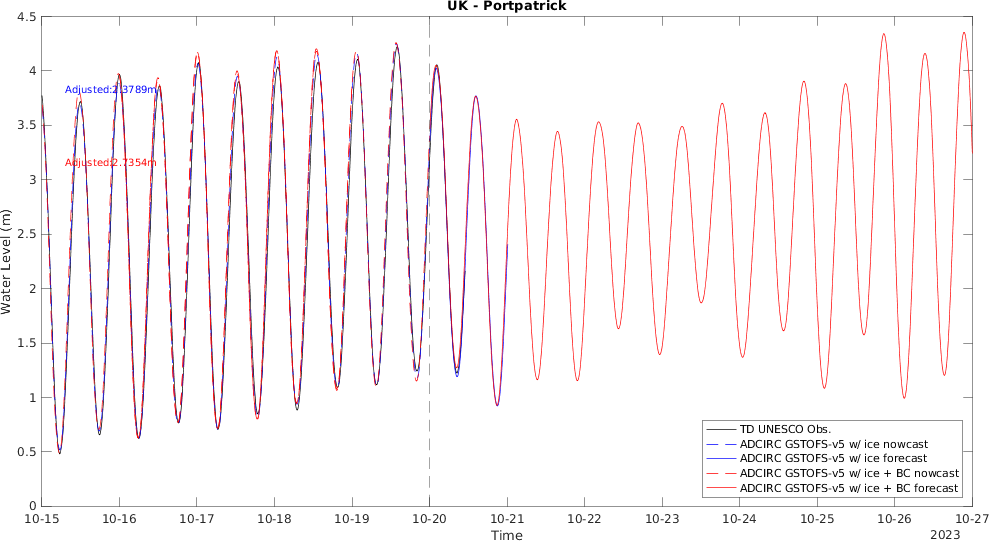 UK - Portpatrick
4.5
4
3.5
3
2.5
2
1.5
1
0.5
0
Water Level (m)
Adjusted:2.3789m
Adjusted:2.7354m
TD UNESCO Obs.
ADCIRC GSTOFS-v5 w/ ice nowcast
ADCIRC GSTOFS-v5 w/ ice forecast
ADCIRC GSTOFS-v5 w/ ice + BC nowcast
ADCIRC GSTOFS-v5 w/ ice + BC forecast
10-15 10-16 10-17 10-18 10-19 10-20 10-21 10-22 10-23 10-24 10-25 10-26 10-27
Time
2023